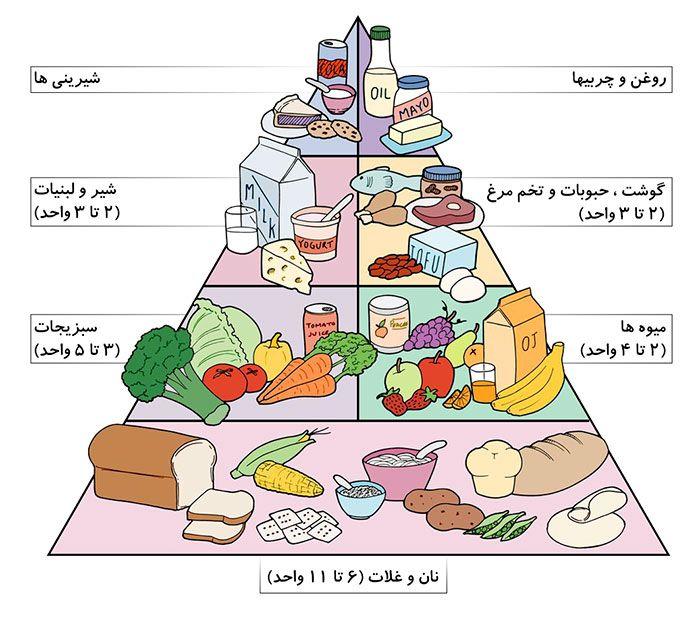 شیرینی ها
روغن و چربیها
COLA
OIL
MAYO
شیر و لبنیات
(۲ تا ۳ واحد)
گوشت ، حبوبات و تخم مرغ
(۲ تا ۳ واحد)
MILK
YOGURT
TOFU
سبزیجات
(۳ تا ۵ واحد)
میوه ها
(۲ تا ۴ واحد)
TOMATO
JUICE
OJ
نان و غلات (۶ تا ۱۱ واحد)